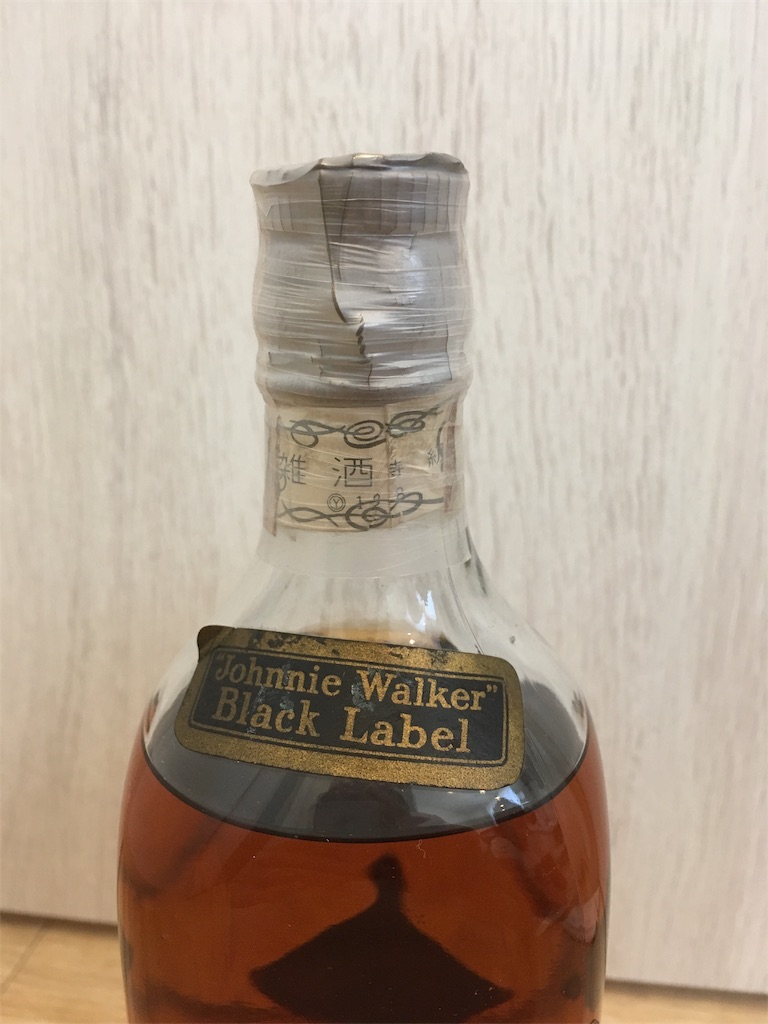 雑酒
"Johnnie Walker"
Black Label